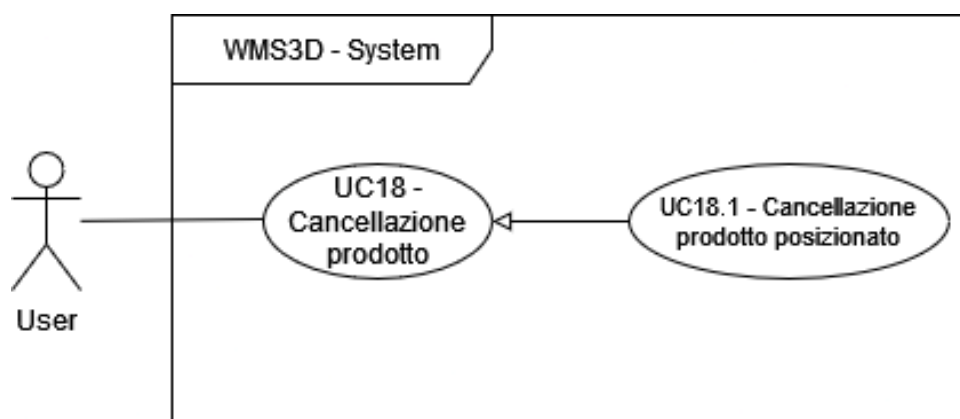 WMS3D - System
UC18 -
Cancellazione
prodotto
UC18.1 - Cancellazione
prodotto posizionato
User